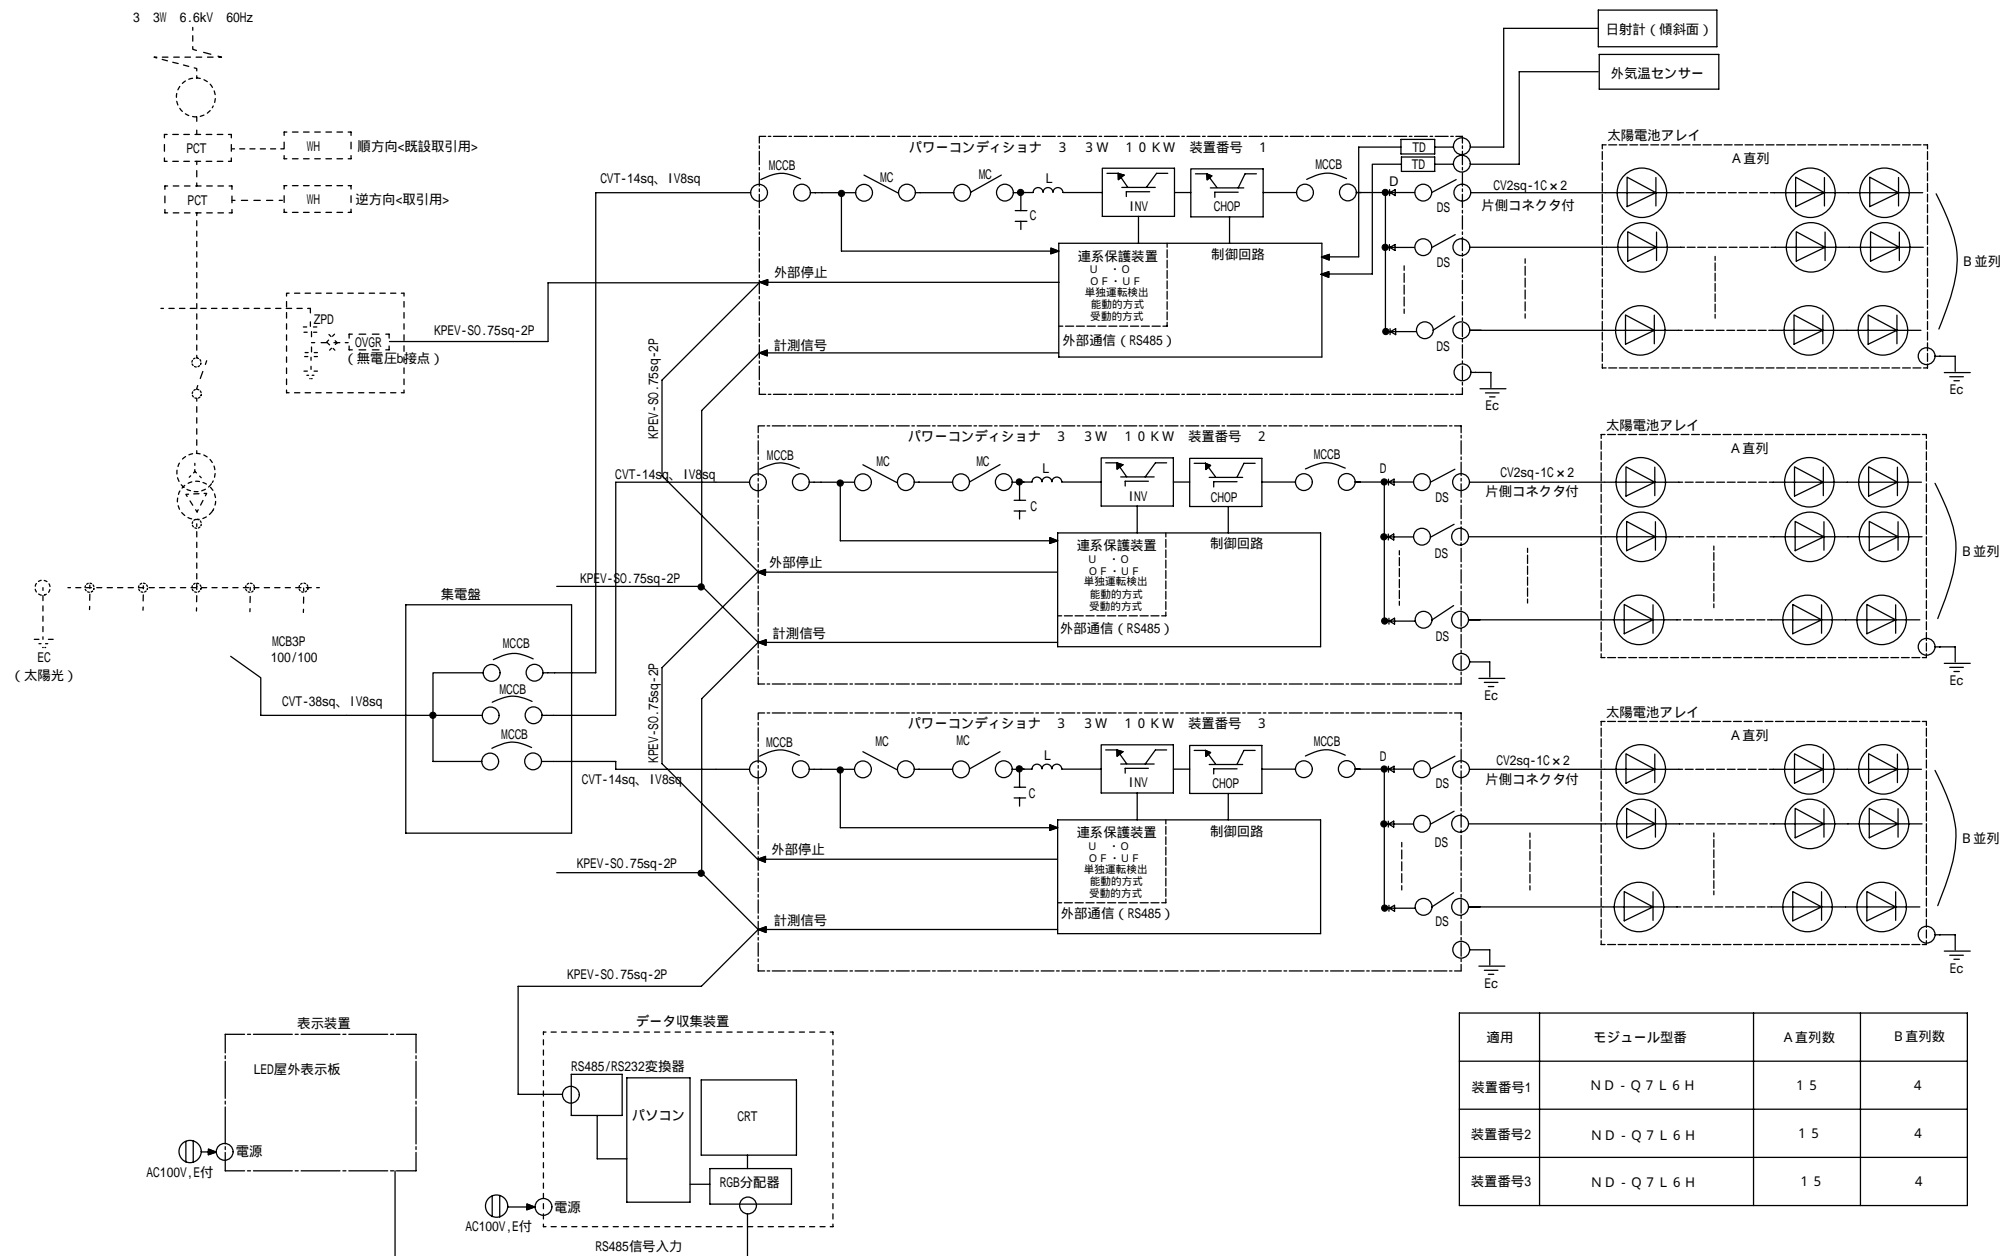 3 3W 6.6kV 60Hz
日射計(傾斜面)
外気温センサー
PCT
WH
順方向<既設取引用>
PCT
WH
逆方向<取引用>
ZPD
OVGR
(無電圧b接点)
KPEV-S0.75sq-2P
CVT-14sq、IV8sq
パワーコンディショナ 3 3W 10KW 装置番号 1
MCCB
MC
MC
L
C
INV
CHOP
MCCB
TD
TD
D
DS
DS
DS
連系保護装置
U ・O
OF・UF
単独運転検出
能動的方式
受動的方式
制御回路
外部通信(RS485)
外部停止
計測信号
Ec
CV2sq-1C×2
片側コネクタ付
太陽電池アレイ
A直列
B並列
Ec
KPEV-S0.75sq-2P
CVT-14sq、IV8sq
パワーコンディショナ 3 3W 10KW 装置番号 2
MCCB
MC
MC
L
C
INV
CHOP
MCCB
D
DS
DS
DS
連系保護装置
U ・O
OF・UF
単独運転検出
能動的方式
受動的方式
制御回路
外部通信(RS485)
外部停止
計測信号
Ec
CV2sq-1C×2
片側コネクタ付
太陽電池アレイ
A直列
B並列
Ec
KPEV-S0.75sq-2P
KPEV-S0.75sq-2P
EC
(太陽光)
MCB3P
100/100
CVT-38sq、IV8sq
集電盤
MCCB
MCCB
MCCB
CVT-14sq、IV8sq
パワーコンディショナ 3 3W 10KW 装置番号 3
MCCB
MC
MC
L
C
INV
CHOP
MCCB
D
DS
DS
DS
連系保護装置
U ・O
OF・UF
単独運転検出
能動的方式
受動的方式
制御回路
外部通信(RS485)
外部停止
計測信号
Ec
CV2sq-1C×2
片側コネクタ付
太陽電池アレイ
A直列
B並列
Ec
KPEV-S0.75sq-2P
KPEV-S0.75sq-2P
表示装置
LED屋外表示板
電源
AC100V,E付
データ収集装置
RS485/RS232変換器
パソコン
CRT
RGB分配器
電源
AC100V,E付
RS485信号入力
適用 モジュール型番 A直列数 B直列数
装置番号1 ND-Q7L6H 15 4
装置番号2 ND-Q7L6H 15 4
装置番号3 ND-Q7L6H 15 4